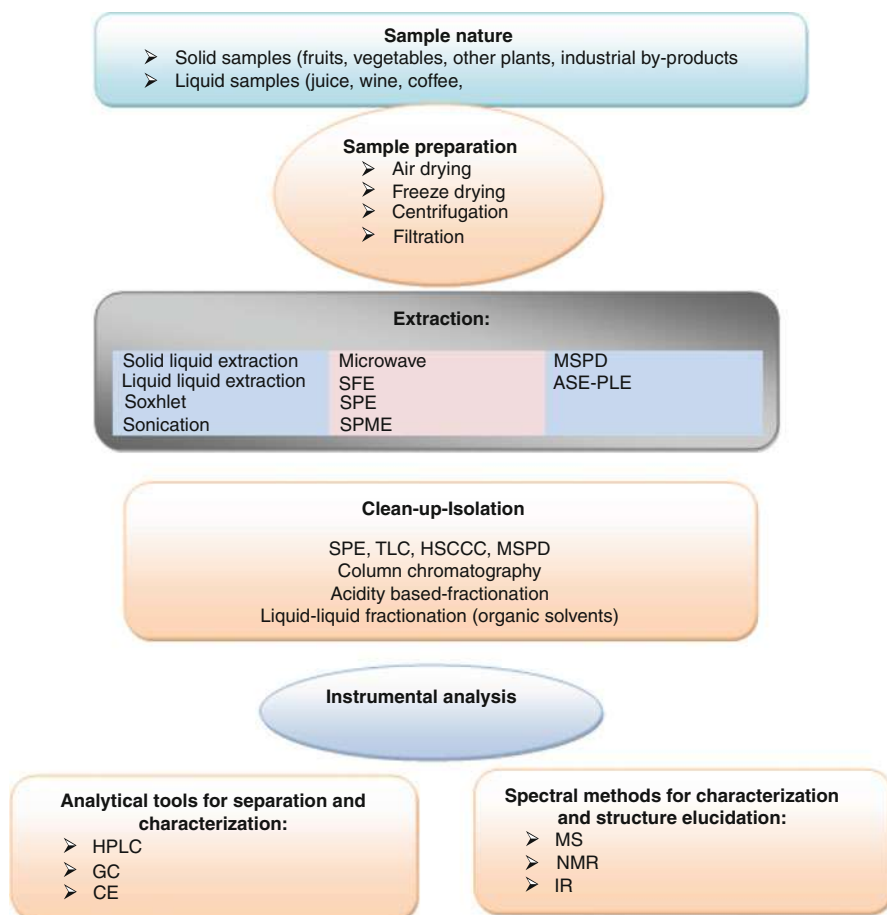 Sample nature
➢ Solid samples (fruits, vegetables, other plants, industrial by-products
➢ Liquid samples (juice, wine, coffee,
Sample preparation
➢ Air drying
➢ Freeze drying
➢ Centrifugation
➢ Filtration
Extraction:
Solid liquid extraction
Liquid liquid extraction
Soxhlet
Sonication
Microwave
SFE
SPE
SPME
MSPD
ASE-PLE
Clean-up-Isolation
SPE, TLC, HSCCC, MSPD
Column chromatography
Acidity based-fractionation
Liquid-liquid fractionation (organic solvents)
Instrumental analysis
Analytical tools for separation and
characterization:
➢ HPLC
➢ GC
➢ CE
Spectral methods for characterization
and structure elucidation:
➢ MS
➢ NMR
➢ IR